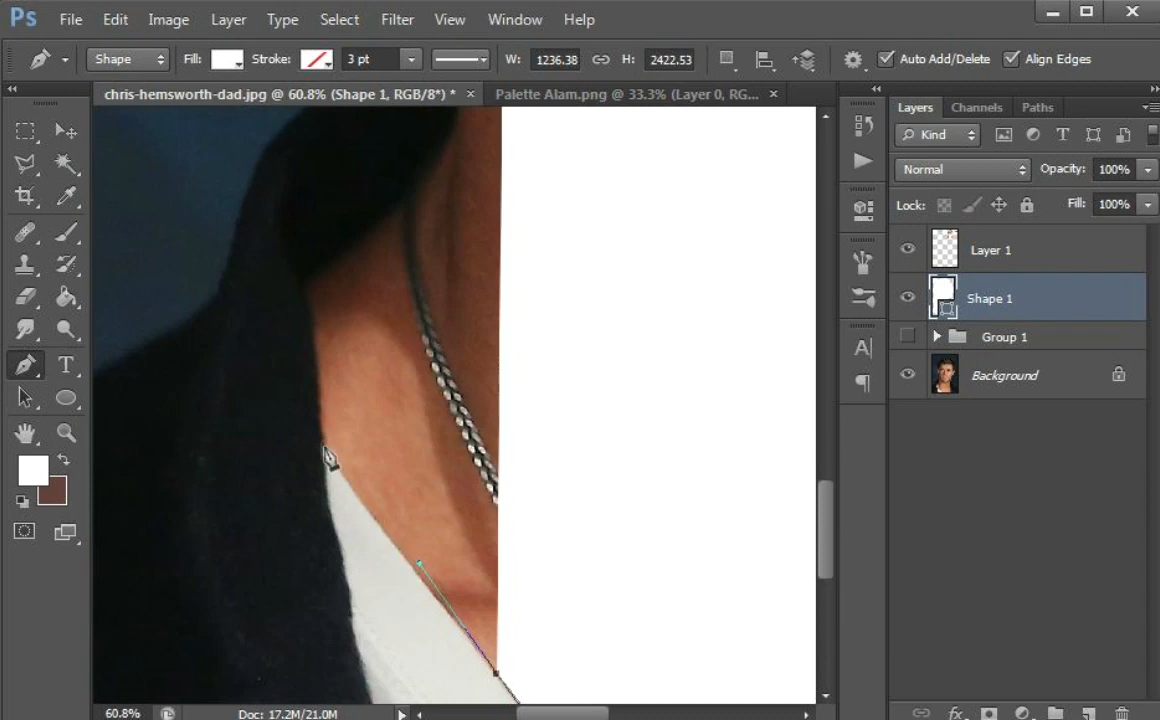 Ps File Edit Image Layer Type Select Filter View Window Help
Shape Fill: Stroke: 3 pt W: 1236.38 H: 2422.53 Auto Add/Delete Align Edges
chris-hemsworth-dad.jpg @ 60.8% (Shape 1, RGB/8*) * × Palette Alam.png @ 33.3% (Layer 0, RG... ×
Layers Channels Paths
Kind
Normal Opacity: 100%
Lock: Fill: 100%
Layer 1
Shape 1
Group 1
Background
60.8% Doc: 17.2M/21.0M